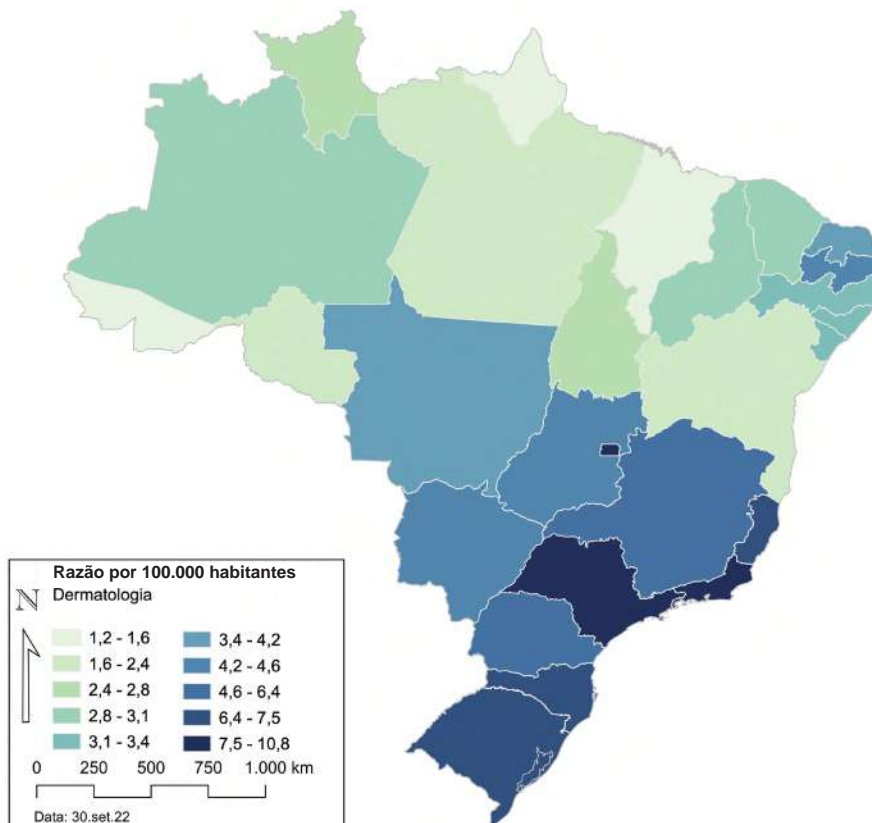 Razão por 100.000 habitantes
N Dermatologia
1,2 - 1,6 3,4 - 4,2
1,6 - 2,4 4,2 - 4,6
2,4 - 2,8 4,6 - 6,4
2,8 - 3,1 6,4 - 7,5
3,1 - 3,4 7,5 - 10,8
0 250 500 750 1.000 km
Data: 30.set.22